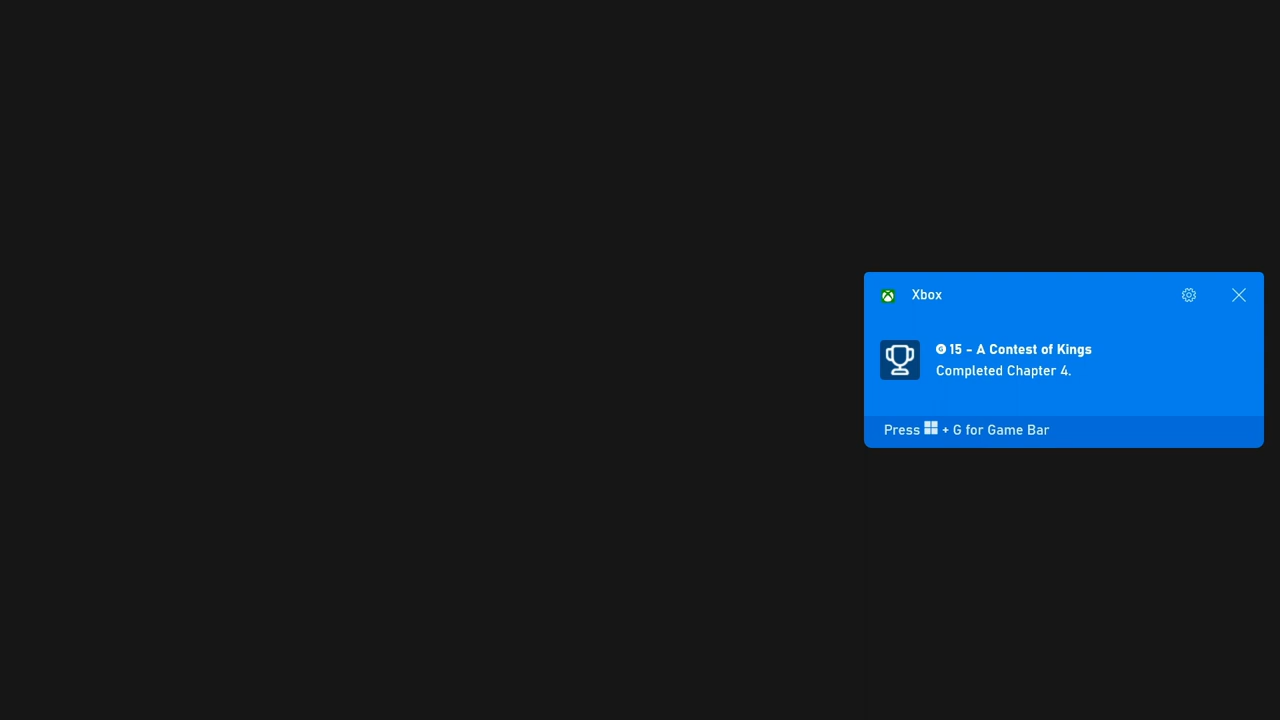 Xbox
G 15 - A Contest of Kings
Completed Chapter 4.
Press + G for Game Bar